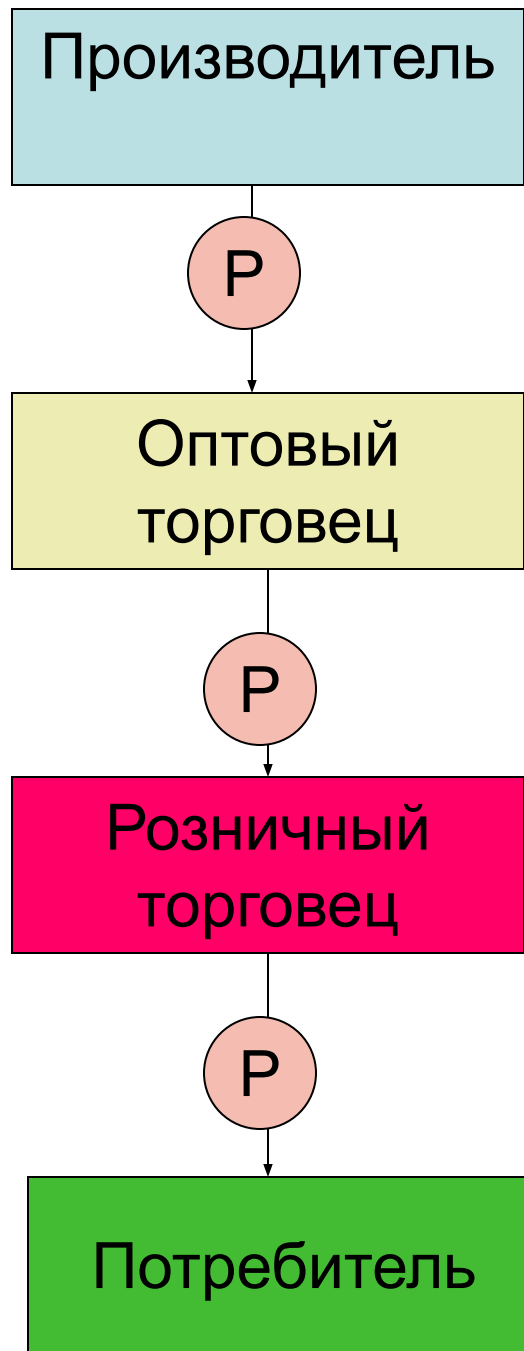 Производитель
Р
Оптовый
торговец
Р
Розничный
торговец
Р
Потребитель